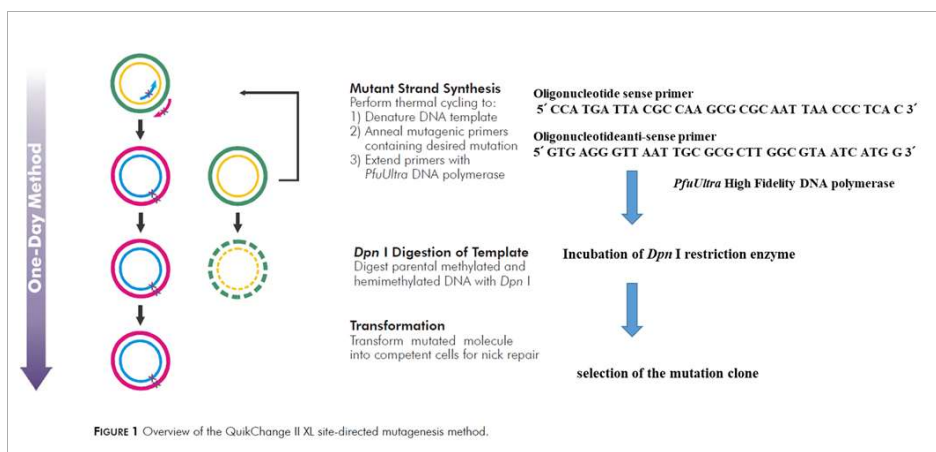 One-Day Method
Mutant Strand Synthesis
Perform thermal cycling to:
1) Denature DNA template
2) Anneal mutagenic primers
containing desired mutation
3) Extend primers with
PfuUltra DNA polymerase
Dpn I Digestion of Template
Digest parental methylated and
hemimethylated DNA with Dpn I
Transformation
Transform mutated molecule
into competent cells for nick repair
Oligonucleotide sense primer
5´ CCA TGA TTA CGC CAA GCG CGC AAT TAA CCC TCA C 3´
Oligonucleotideanti-sense primer
5´ GTG AGG GTT AAT TGC GCG CTT GGC GTA ATC ATG G 3´
PfuUltra High Fidelity DNA polymerase
Incubation of Dpn I restriction enzyme
selection of the mutation clone
FIGURE 1 Overview of the QuikChange II XL site-directed mutagenesis method.